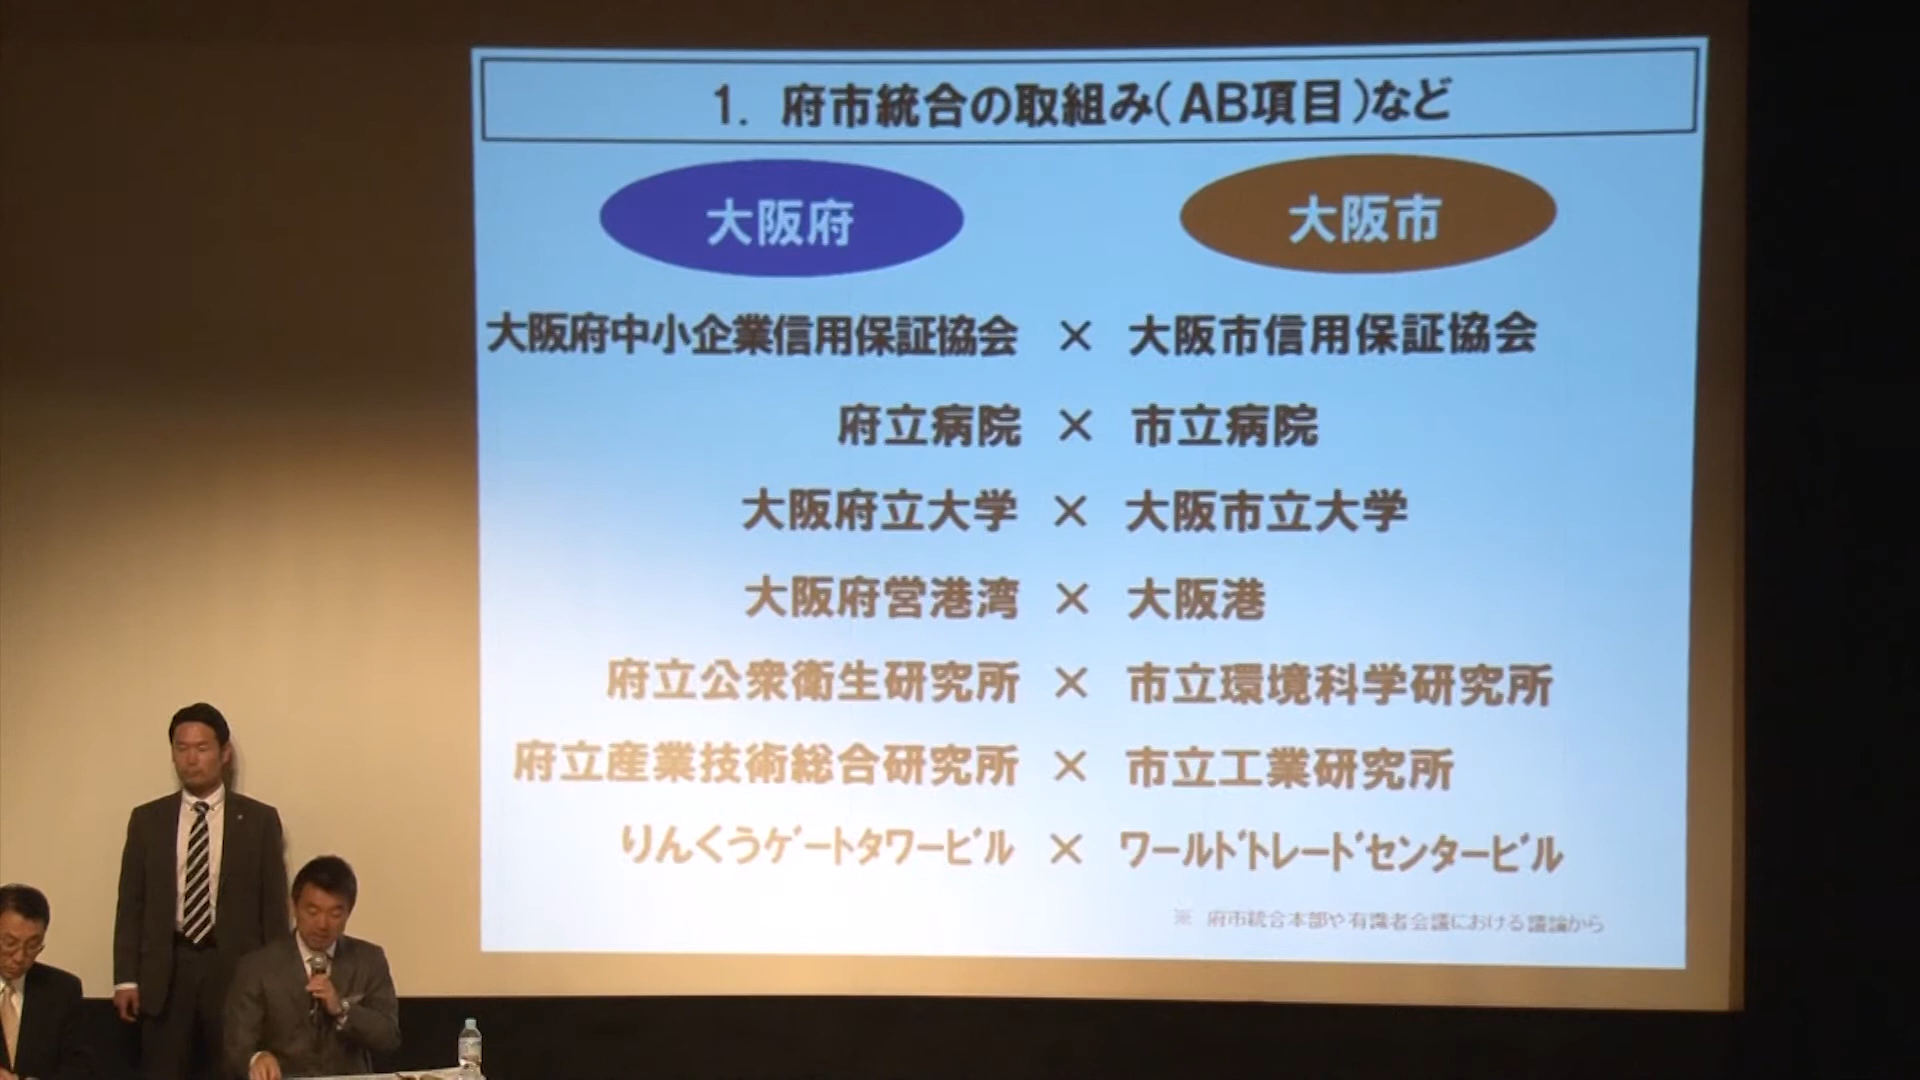 1. 府市統合の取組み（AB項目）など
大阪府
大阪市
大阪府中小企業信用保証協会 × 大阪市信用保証協会
府立病院 × 市立病院
大阪府立大学 × 大阪市立大学
大阪府営港湾 × 大阪港
府立公衆衛生研究所 × 市立環境科学研究所
府立産業技術総合研究所 × 市立工業研究所
りんくうｹﾞｰﾄﾀﾜｰﾋﾞﾙ × ﾜｰﾙﾄﾞﾄﾚｰﾄﾞｾﾝﾀｰﾋﾞﾙ
※ 府市統合本部や有識者会議における議論から